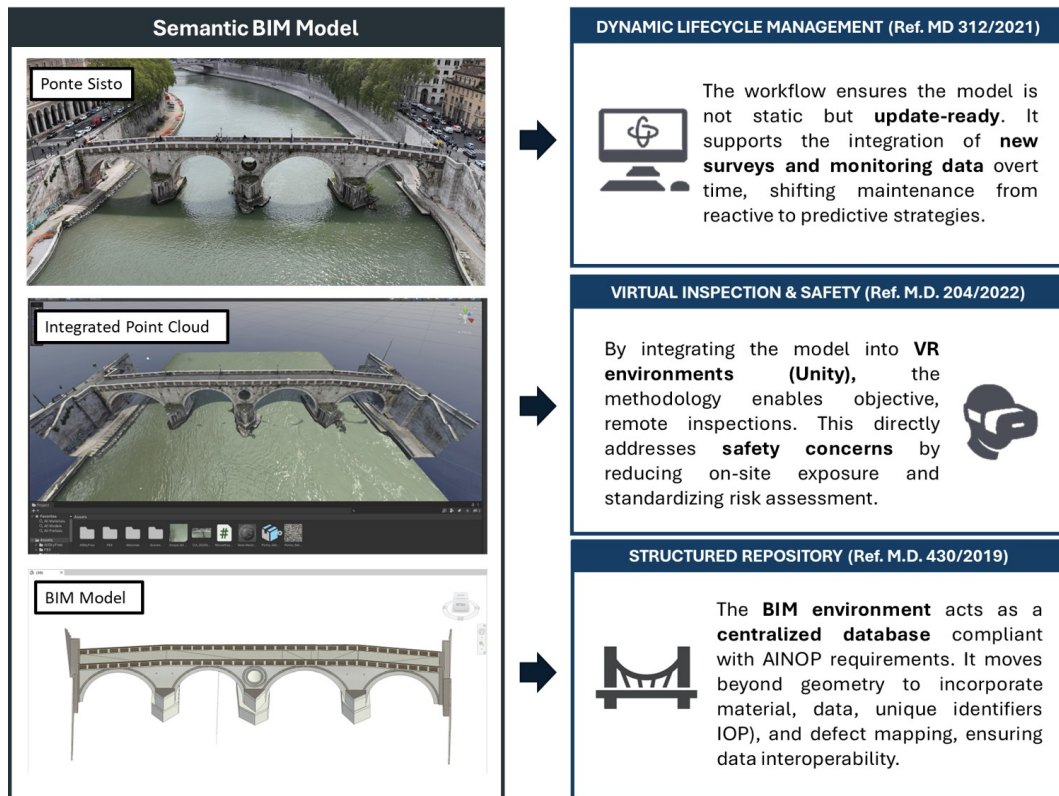 Semantic BIM Model
Ponte Sisto
Integrated Point Cloud
BIM Model
DYNAMIC LIFECYCLE MANAGEMENT (Ref. MD 312/2021)
The workflow ensures the model is
not static but update-ready. It
supports the integration of new
surveys and monitoring data overt
time, shifting maintenance from
reactive to predictive strategies.
VIRTUAL INSPECTION & SAFETY (Ref. M.D. 204/2022)
By integrating the model into VR
environments (Unity), the
methodology enables objective,
remote inspections. This directly
addresses safety concerns by
reducing on-site exposure and
standardizing risk assessment.
STRUCTURED REPOSITORY (Ref. M.D. 430/2019)
The BIM environment acts as a
centralized database compliant
with AINOP requirements. It moves
beyond geometry to incorporate
material, data, unique identifiers
IOP), and defect mapping, ensuring
data interoperability.